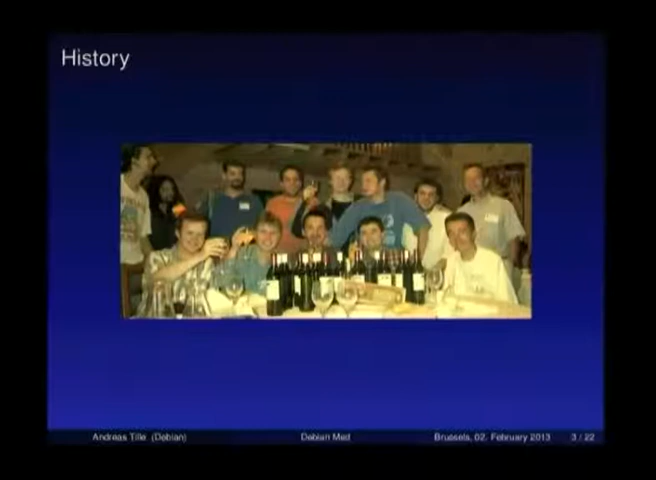 History
Andreas Tille (Debian) Debian Med Brussels, 02. February 2013 3 / 22